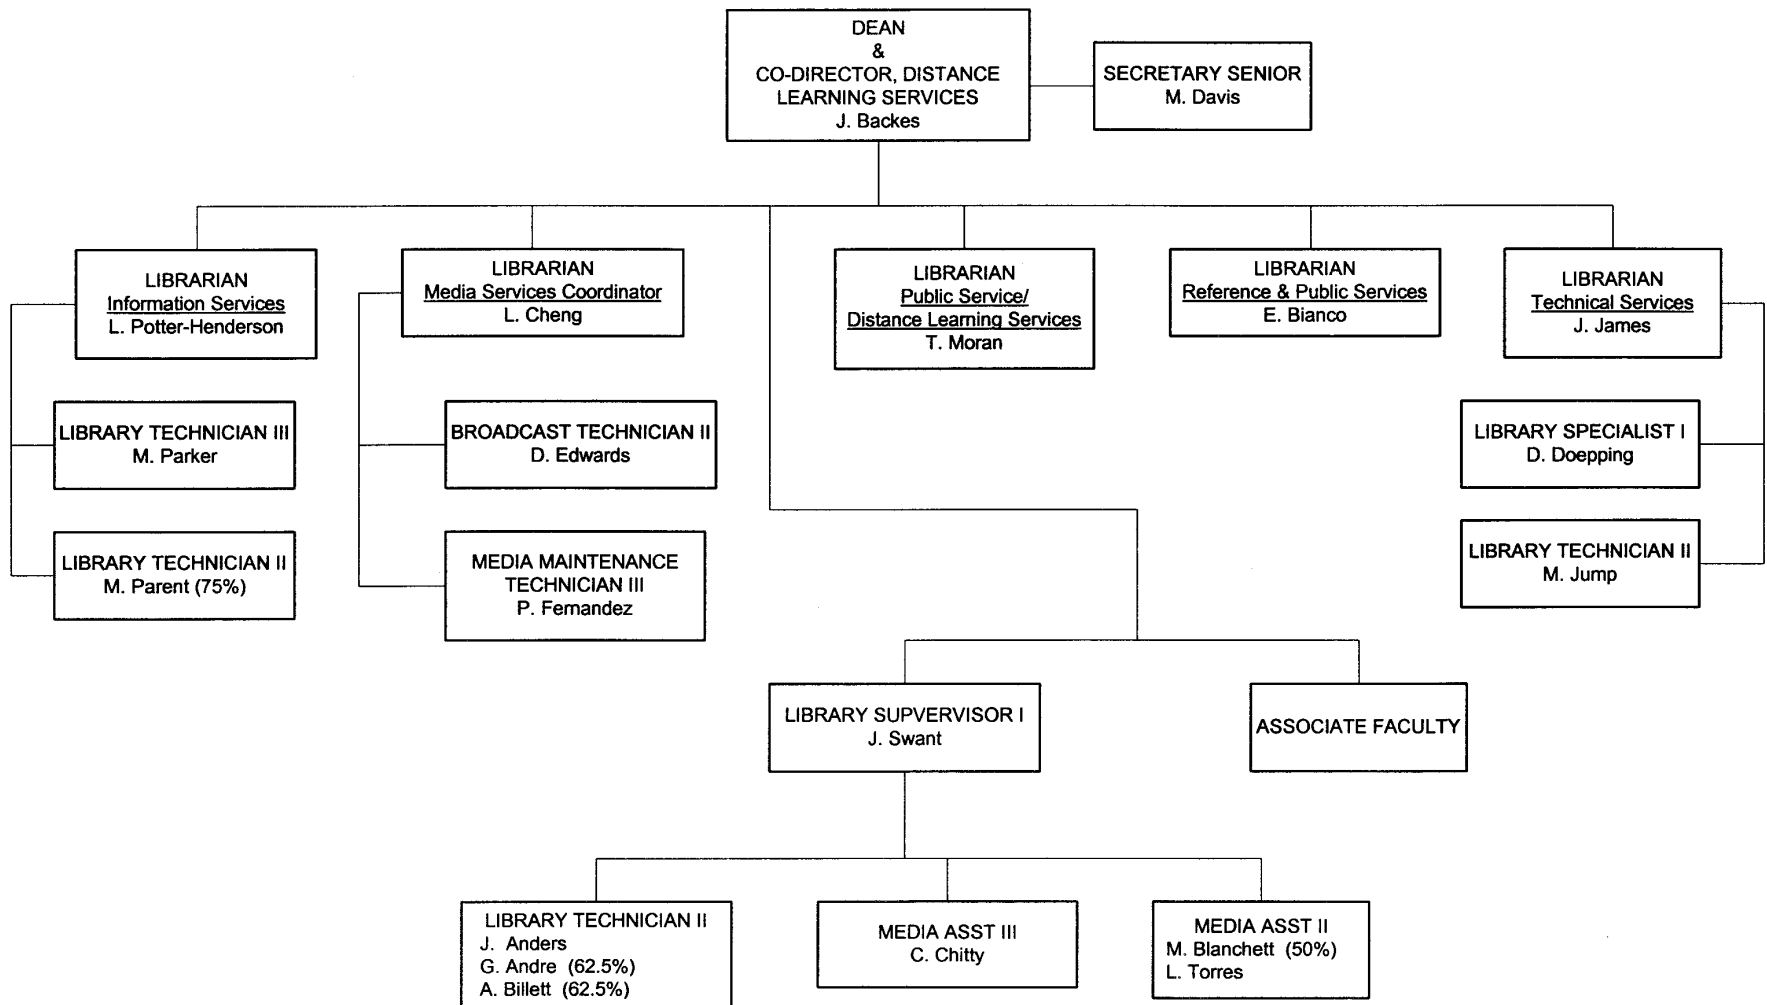 DEAN
&
CO-DIRECTOR, DISTANCE
LEARNING SERVICES
J. Backes
SECRETARY SENIOR
M. Davis
LIBRARIAN
Information Services
L. Potter-Henderson
LIBRARIAN
Media Services Coordinator
L. Cheng
LIBRARIAN
Public Service/
Distance Learning Services
T. Moran
LIBRARIAN
Reference & Public Services
E. Bianco
LIBRARIAN
Technical Services
J. James
LIBRARY TECHNICIAN III
M. Parker
BROADCAST TECHNICIAN II
D. Edwards
LIBRARY SPECIALIST I
D. Doepping
LIBRARY TECHNICIAN II
M. Parent (75%)
MEDIA MAINTENANCE
TECHNICIAN III
P. Fernandez
LIBRARY TECHNICIAN II
M. Jump
LIBRARY SUPVERVISOR I
J. Swant
ASSOCIATE FACULTY
LIBRARY TECHNICIAN II
J. Anders
G. Andre (62.5%)
A. Billett (62.5%)
MEDIA ASST III
C. Chitty
MEDIA ASST II
M. Blanchett (50%)
L. Torres